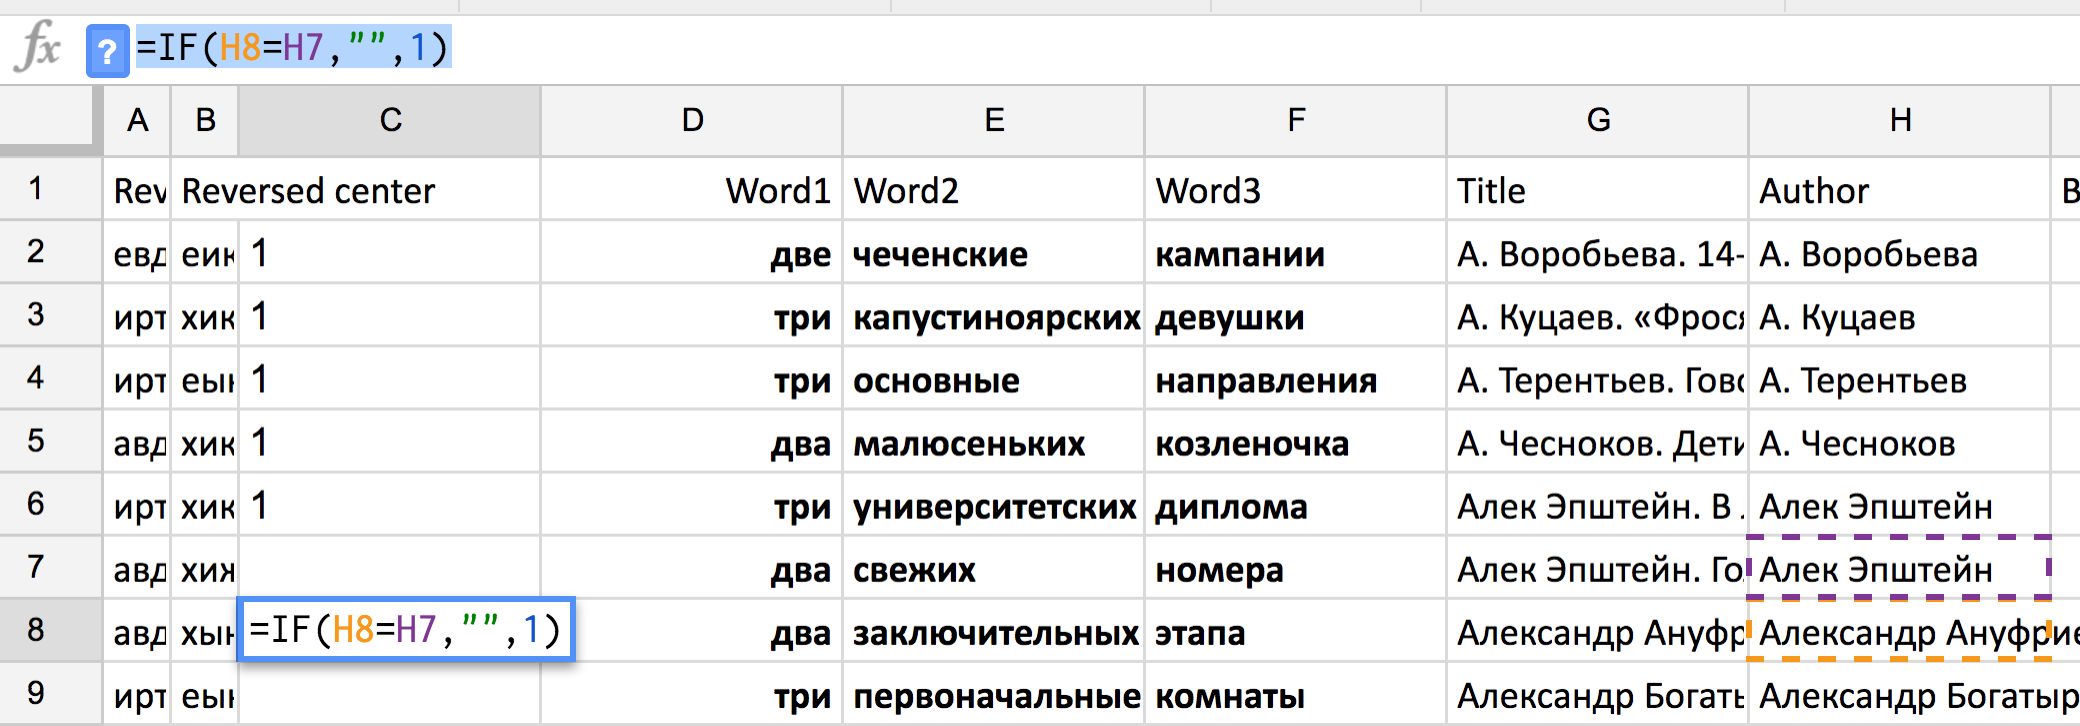 fx ? =IF(H8=H7,"",1)
A B C D E F G H
1 Rev Reversed center Word1 Word2 Word3 Title Author B
2 евд еик 1 две чеченские кампании А. Воробьева. 14- А. Воробьева
3 ирт хик 1 три капустиноярских девушки А. Куцаев. «Фрося А. Куцаев
4 ирт еын 1 три основные направления А. Терентьев. Гово А. Терентьев
5 авд хик 1 два малюсеньких козленочка А. Чесноков. Дети А. Чесноков
6 ирт хик 1 три университетских диплома Алек Эпштейн. В Алек Эпштейн
7 авд хиж два свежих номера Алек Эпштейн. Го Алек Эпштейн
8 авд хын =IF(H8=H7,"",1) два заключительных этапа Александр Ануфр Александр Ануфрие
9 ирт еын три первоначальные комнаты Александр Богать Александр Богатыр